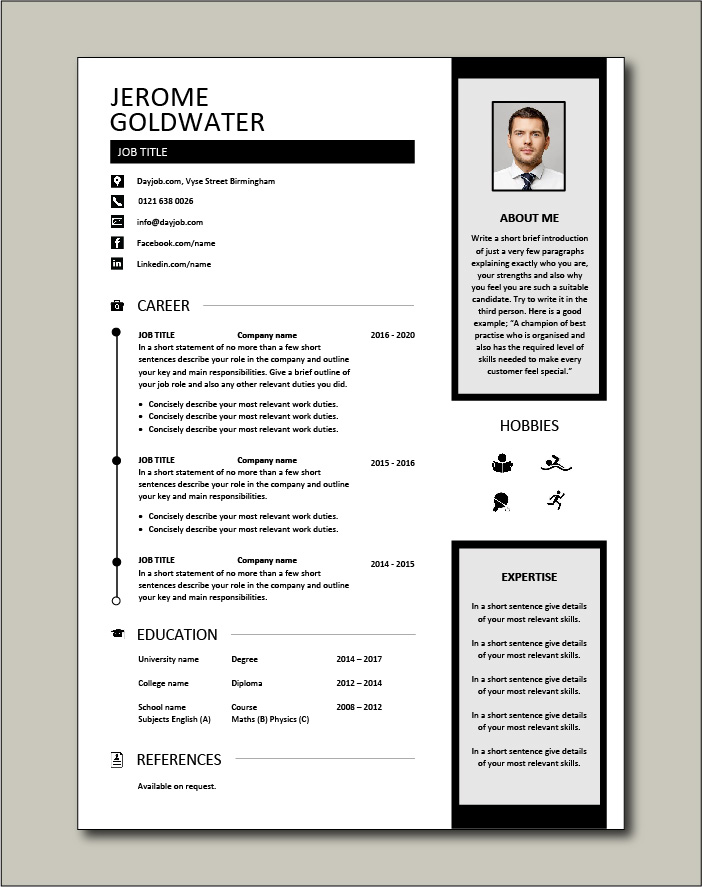 JEROME
GOLDWATER
JOB TITLE
Dayjob.com, Vyse Street Birmingham
0121 638 0026
info@dayjob.com
Facebook.com/name
Linkedin.com/name
CAREER
JOB TITLE Company name 2016 - 2020
In a short statement of no more than a few short
sentences describe your role in the company and outline
your key and main responsibilities. Give a brief outline of
your job role and also any other relevant duties you did.
• Concisely describe your most relevant work duties.
• Concisely describe your most relevant work duties.
• Concisely describe your most relevant work duties.
JOB TITLE Company name 2015 - 2016
In a short statement of no more than a few short
sentences describe your role in the company and outline
your key and main responsibilities.
• Concisely describe your most relevant work duties.
• Concisely describe your most relevant work duties.
JOB TITLE Company name 2014 - 2015
In a short statement of no more than a few short
sentences describe your role in the company and outline
your key and main responsibilities.
EDUCATION
University name Degree 2014 – 2017
College name Diploma 2012 – 2014
School name Course 2008 – 2012
Subjects English (A) Maths (B) Physics (C)
REFERENCES
Available on request.
ABOUT ME
Write a short brief introduction
of just a very few paragraphs
explaining exactly who you are,
your strengths and also why
you feel you are such a suitable
candidate. Try to write it in the
third person. Here is a good
example; “A champion of best
practise who is organised and
also has the required level of
skills needed to make every
customer feel special.”
HOBBIES
EXPERTISE
In a short sentence give details
of your most relevant skills.
In a short sentence give details
of your most relevant skills.
In a short sentence give details
of your most relevant skills.
In a short sentence give details
of your most relevant skills.
In a short sentence give details
of your most relevant skills.